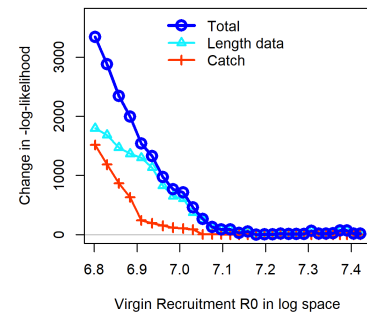 Total
Length data
Catch
Change in -log-likelihood
3000
2000
1000
0
6.8 6.9 7.0 7.1 7.2 7.3 7.4
Virgin Recruitment R0 in log space